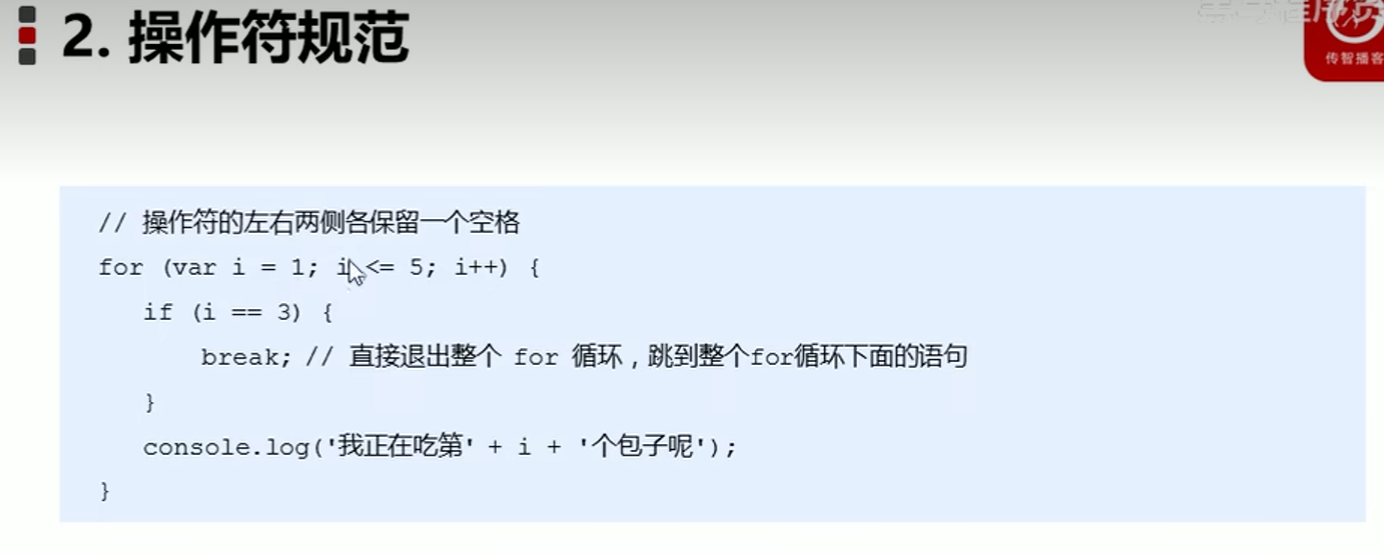 2. 操作符规范
传智播客
// 操作符的左右两侧各保留一个空格
for (var i = 1; i <= 5; i++) {
if (i == 3) {
break; // 直接退出整个 for 循环，跳到整个for循环下面的语句
}
console.log('我正在吃第' + i + '个包子呢');
}